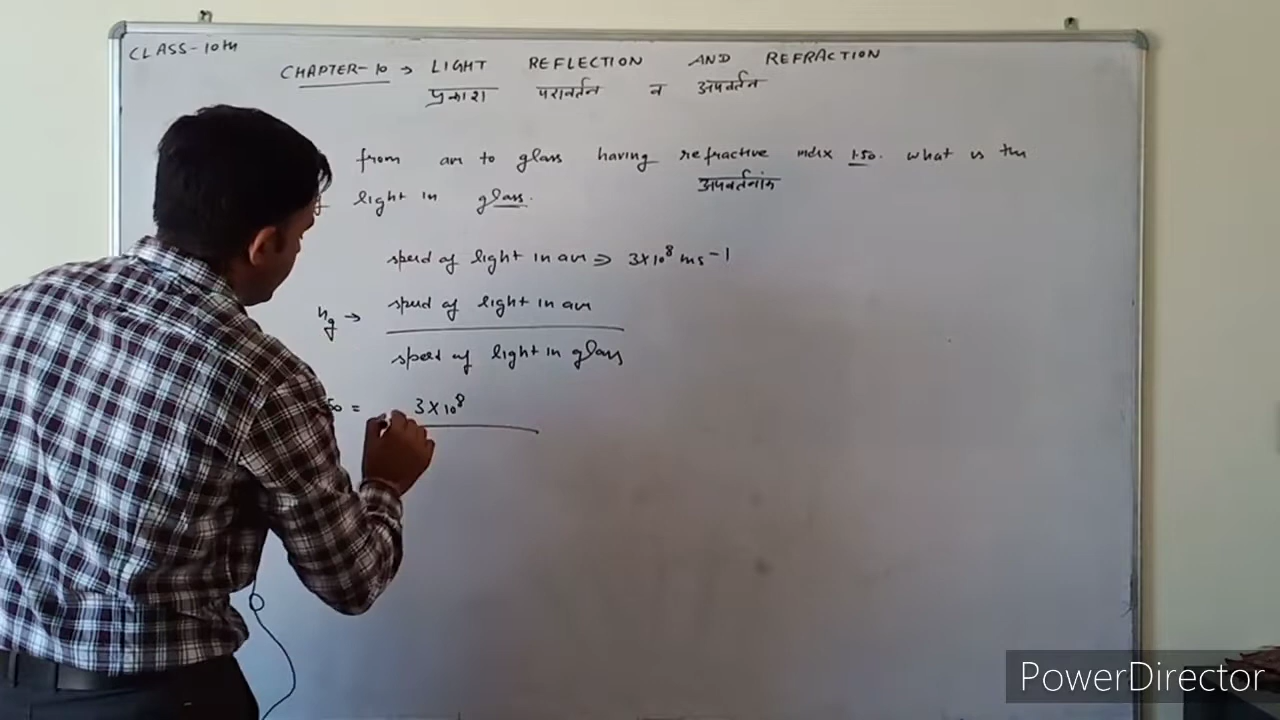 CLASS-10th
CHAPTER-10 → LIGHT REFLECTION AND REFRACTION
प्रकाश परावर्तन व अपवर्तन
from air to glass having refractive index 1.50. what is the
अपवर्तनांक
light in glass.
speed of light in air ⇒ 3×10⁸ ms⁻¹
speed of light in air
ng →
speed of light in glass
50 = 3×10⁸
PowerDirector